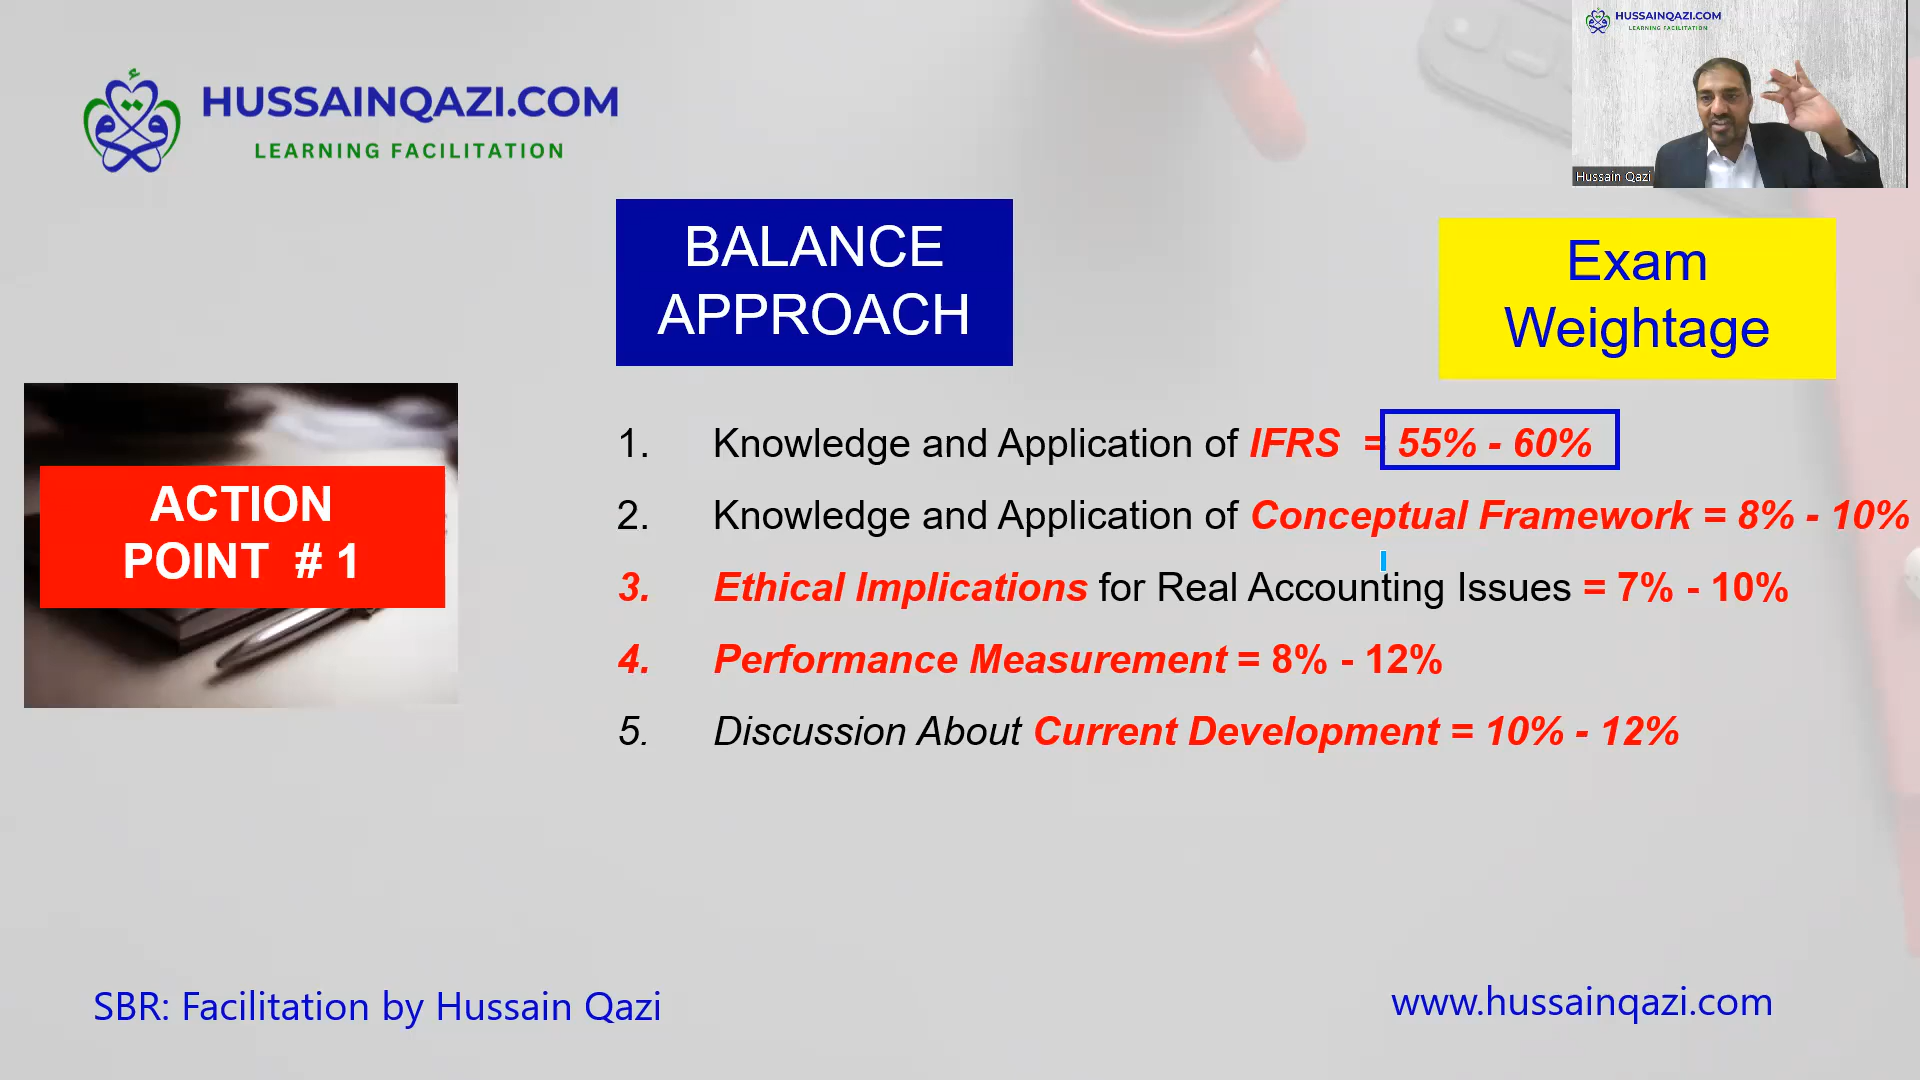 HUSSAINQAZI.COM
LEARNING FACILITATION
HUSSAINQAZI.COM
LEARNING FACILITATION
Hussain Qazi
BALANCE
APPROACH
Exam
Weightage
ACTION
POINT # 1
1. Knowledge and Application of IFRS = 55% - 60%
2. Knowledge and Application of Conceptual Framework = 8% - 10%
3. Ethical Implications for Real Accounting Issues = 7% - 10%
4. Performance Measurement = 8% - 12%
5. Discussion About Current Development = 10% - 12%
SBR: Facilitation by Hussain Qazi
www.hussainqazi.com